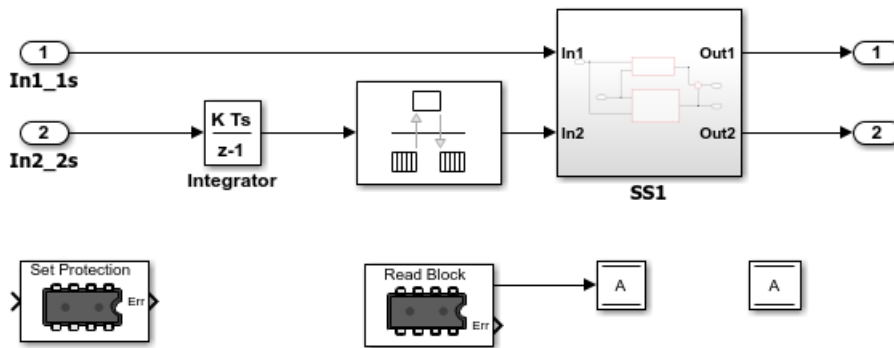 1
In1_1s
In1
Out1
1
2
In2_2s
K Ts
z-1
Integrator
In2
Out2
2
SS1
Set Protection
Err
Read Block
Err
A
A